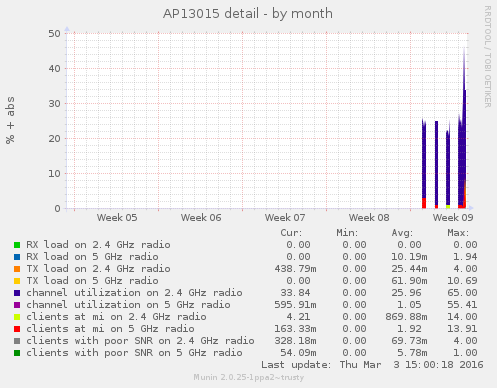 AP13015 detail - by month
RRDTOOL / TOBI OETIKER
% + abs
50
40
30
20
10
0
Week 05 Week 06 Week 07 Week 08 Week 09
Cur: Min: Avg: Max:
RX load on 2.4 GHz radio 0.00 0.00 0.00 0.00
RX load on 5 GHz radio 0.00 0.00 10.19m 1.94
TX load on 2.4 GHz radio 438.79m 0.00 25.44m 4.00
TX load on 5 GHz radio 0.00 0.00 61.90m 10.69
channel utilization on 2.4 GHz radio 33.84 0.00 25.96 65.00
channel utilization on 5 GHz radio 595.91m 0.00 1.05 55.41
clients at mi on 2.4 GHz radio 4.21 0.00 869.88m 14.00
clients at mi on 5 GHz radio 163.33m 0.00 1.92 13.91
clients with poor SNR on 2.4 GHz radio 328.18m 0.00 69.73m 4.00
clients with poor SNR on 5 GHz radio 54.09m 0.00 5.78m 1.00
Last update: Thu Mar 3 15:00:18 2016
Munin 2.0.25-1ppa2~trusty